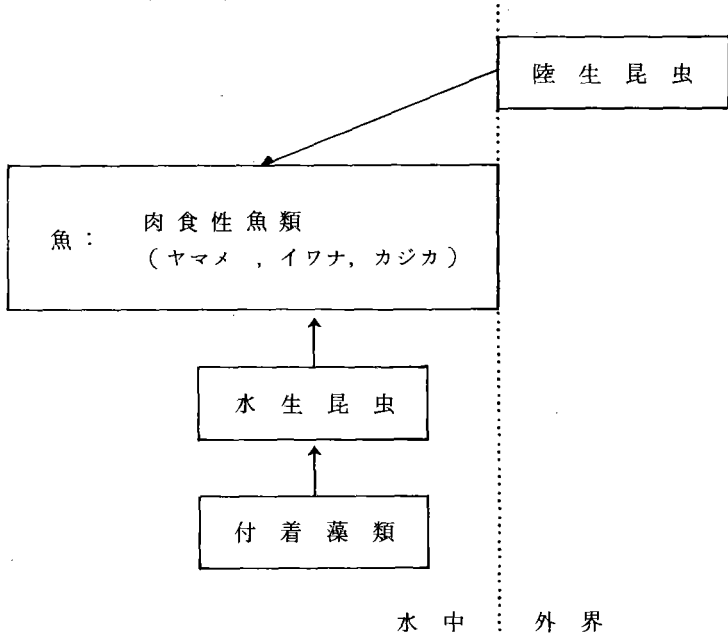 陸生昆虫
魚： 肉食性魚類
（ヤマメ ，イワナ，カジカ）
水生昆虫
付着藻類
水中 外界